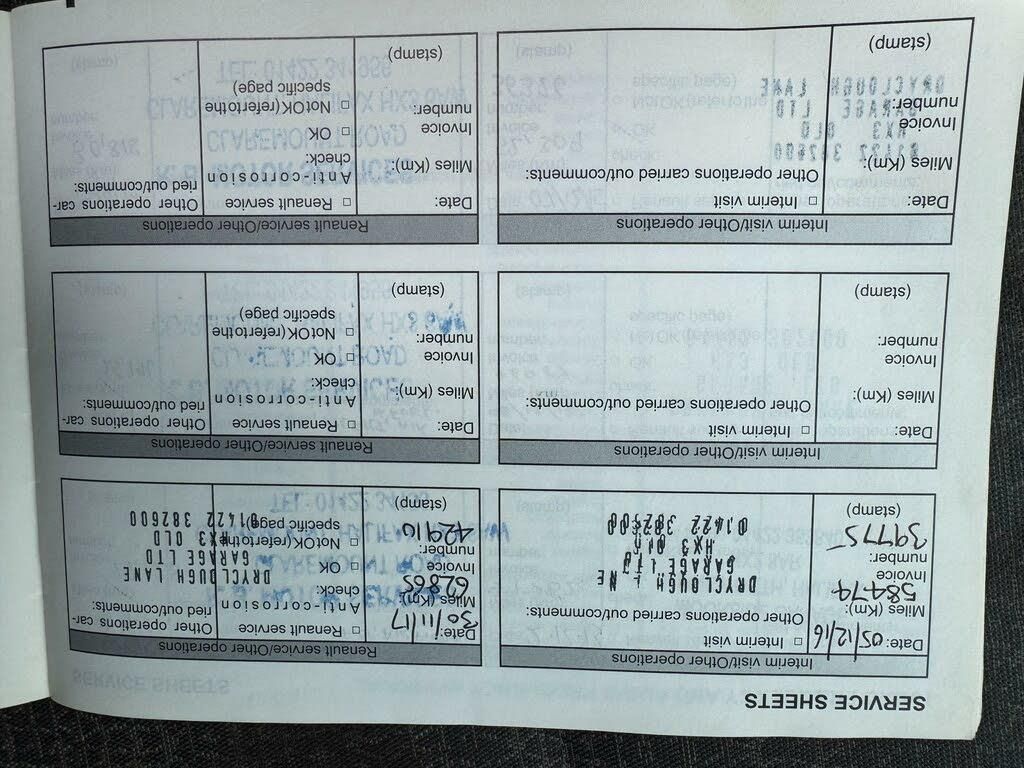 SERVICE SHEETS
Interim visit/Other operations
Date: 05/12/16
Miles (Km): 58474
Invoice number: 39775
(stamp)
□ Interim visit
Other operations carried out/comments:
DRYCLOUGH
GARAGE LTD
HX3
01422 382600
Renault service/Other operations
Date: 30/11/17
Miles (Km): 62865
Invoice number: 42910
(stamp)
□ Renault service
Anti-corrosion check:
□ OK
□ Not OK (refer to the specific page)
Other operations carried out/comments:
DRYCLOUGH LANE
GARAGE LTD
HX3 0LD
01422 382600
Interim visit/Other operations
Date:
Miles (Km):
Invoice number:
(stamp)
□ Interim visit
Other operations carried out/comments:
Renault service/Other operations
Date:
Miles (Km):
Invoice number:
(stamp)
□ Renault service
Anti-corrosion check:
□ OK
□ Not OK (refer to the specific page)
Other operations carried out/comments:
Interim visit/Other operations
Date:
Miles (Km):
Invoice number:
(stamp)
□ Interim visit
Other operations carried out/comments:
Renault service/Other operations
Date:
Miles (Km):
Invoice number:
(stamp)
□ Renault service
Anti-corrosion check:
□ OK
□ Not OK (refer to the specific page)
Other operations carried out/comments: